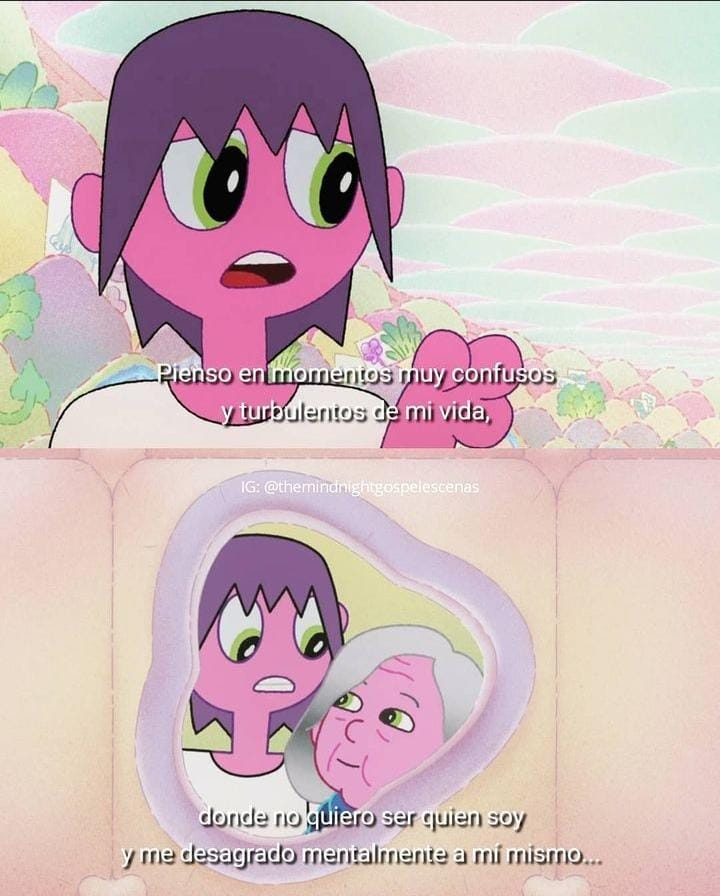 Pienso en momentos muy confusos
y turbulentos de mi vida,
IG: @themindnightgospelescenas
donde no quiero ser quien soy
y me desagrado mentalmente a mí mismo...